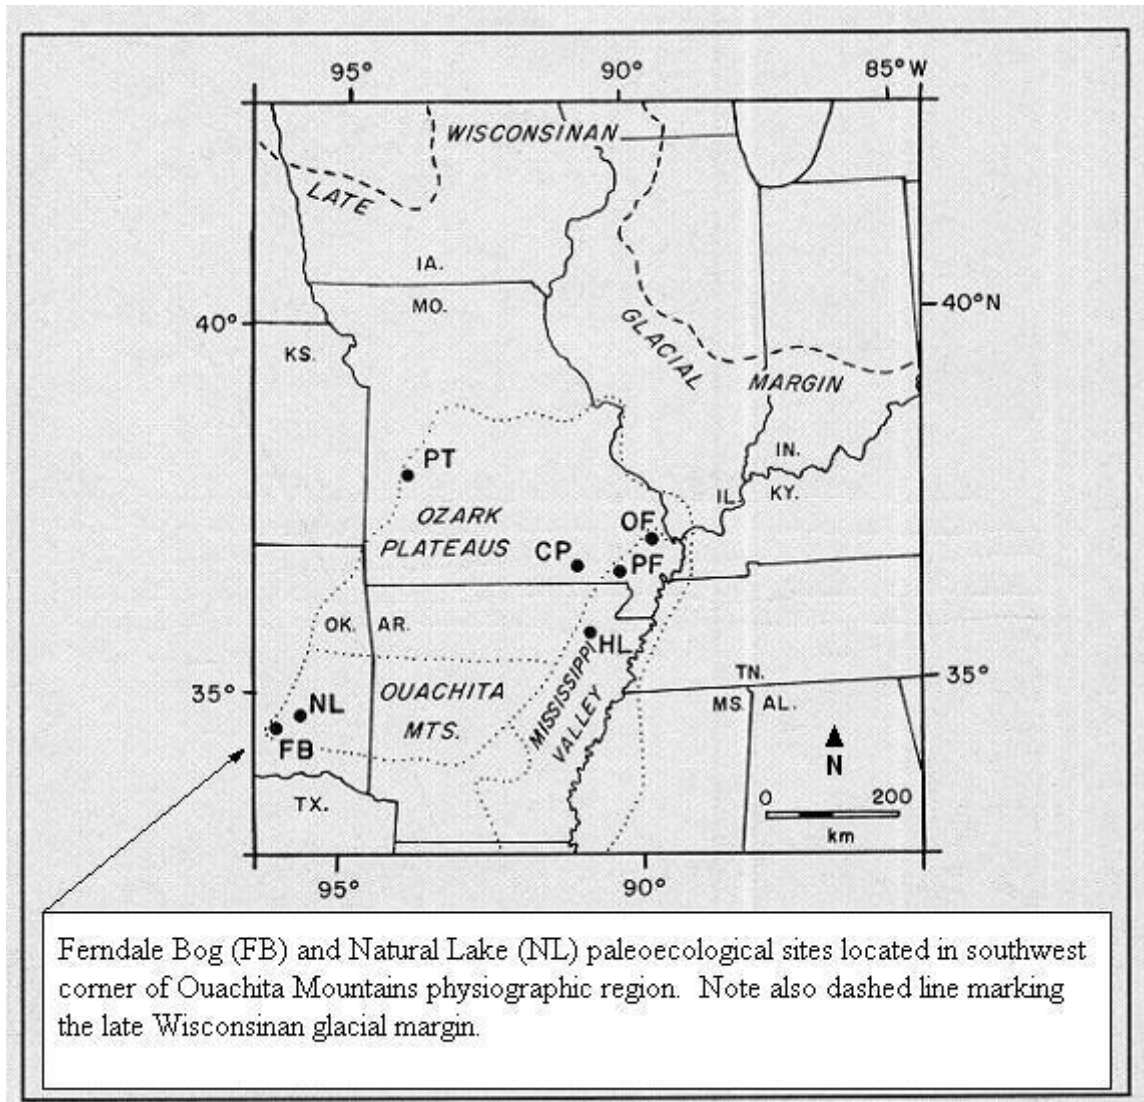 95°
90°
85° W
WISCONSINAN
LATE
IA.
MO.
40°N
40°
GLACIAL
KS.
MARGIN
PT
IN.
IL.
KY.
OZARK
PLATEAUS
OF
CP
PF
OK.
AR.
HL
TN.
35°
35°
OUACHITA
MTS.
MISSISSIPPI
VALLEY
MS.
AL.
NL
FB
N
TX.
0
200
km
95°
90°
Ferndale Bog (FB) and Natural Lake (NL) paleoecological sites located in southwest
corner of Ouachita Mountains physiographic region. Note also dashed line marking
the late Wisconsinan glacial margin.